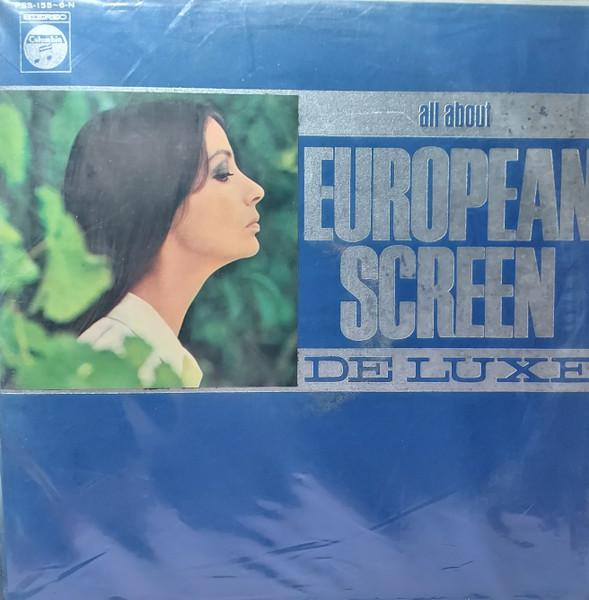 PSS-155~6-N
STEREO
Columbia
all about
EUROPEAN
SCREEN
DE LUXE